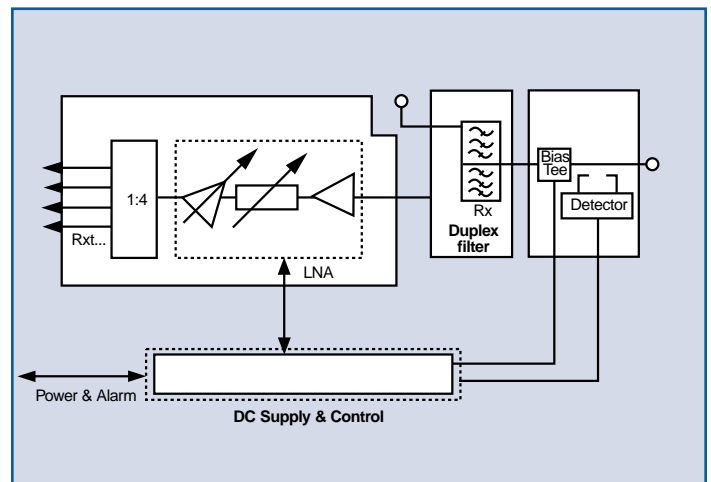 Bias
Tee
1:4
Detector
Rx
Rxt...
Duplex
filter
LNA
Power & Alarm
DC Supply & Control